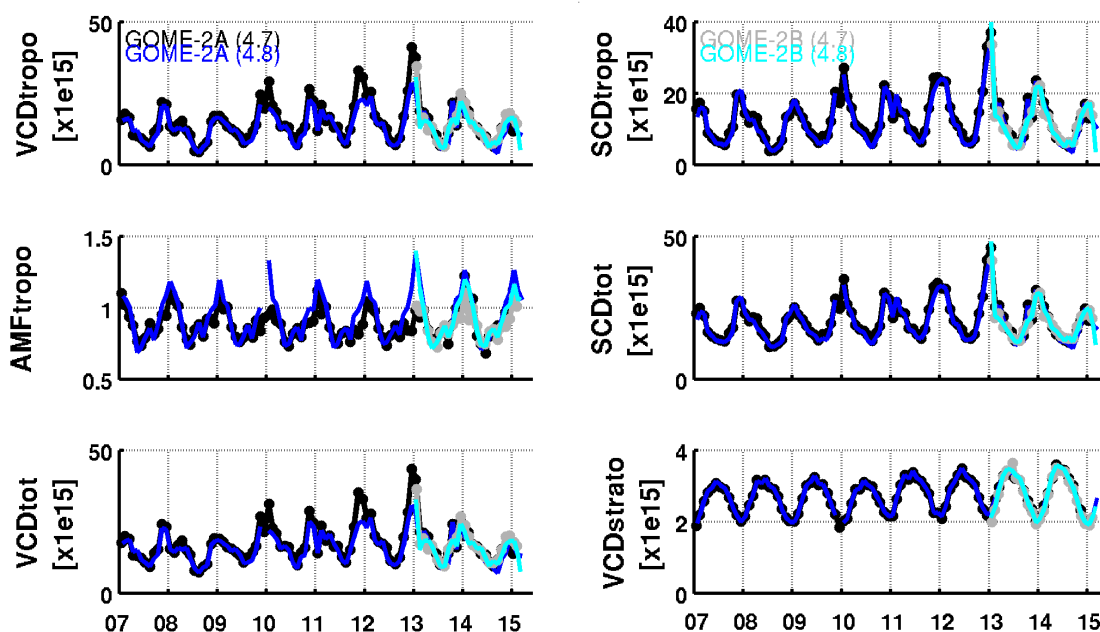 VCDtropo
[x1e15]
50
0
GOME-2A (4.7)
GOME-2A (4.8)
SCDtropo
[x1e15]
40
20
0
GOME-2B (4.7)
GOME-2B (4.8)
AMFtropo
1.5
1
0.5
SCDtot
[x1e15]
50
0
VCDtot
[x1e15]
50
0
07 08 09 10 11 12 13 14 15
VCDstrato
[x1e15]
4
2
0
07 08 09 10 11 12 13 14 15